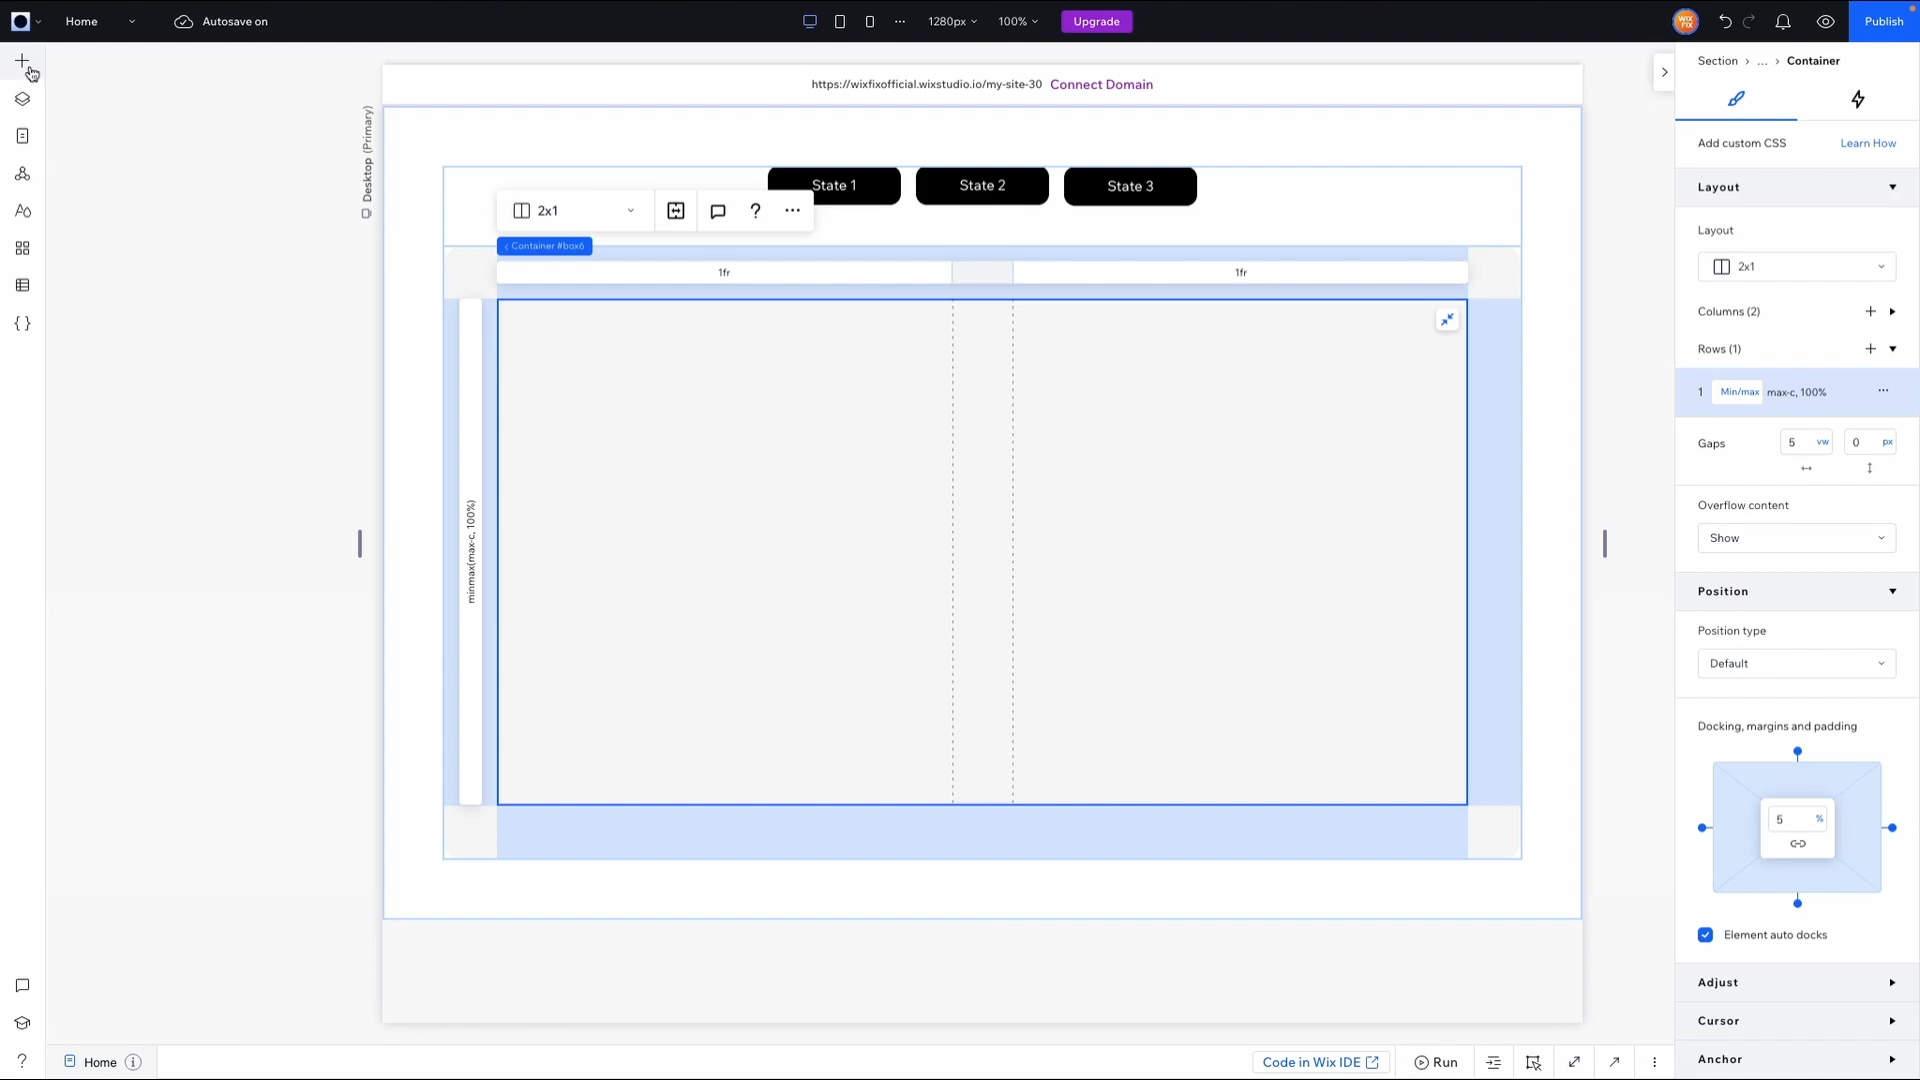 Home
Autosave on
1280px
100%
Upgrade
WIX FIX
Publish
https://wixfixofficial.wixstudio.io/my-site-30 Connect Domain
Desktop (Primary)
State 1
State 2
State 3
2x1
?
Container #box6
1fr
1fr
minmax(max-c, 100%)
Section > ... > Container
Add custom CSS
Learn How
Layout
Layout
2x1
Columns (2)
Rows (1)
1 Min/max max-c, 100%
Gaps
5 vw
0 px
Overflow content
Show
Position
Position type
Default
Docking, margins and padding
5 %
Element auto docks
Adjust
Cursor
Anchor
?
Home
Code in Wix IDE
Run